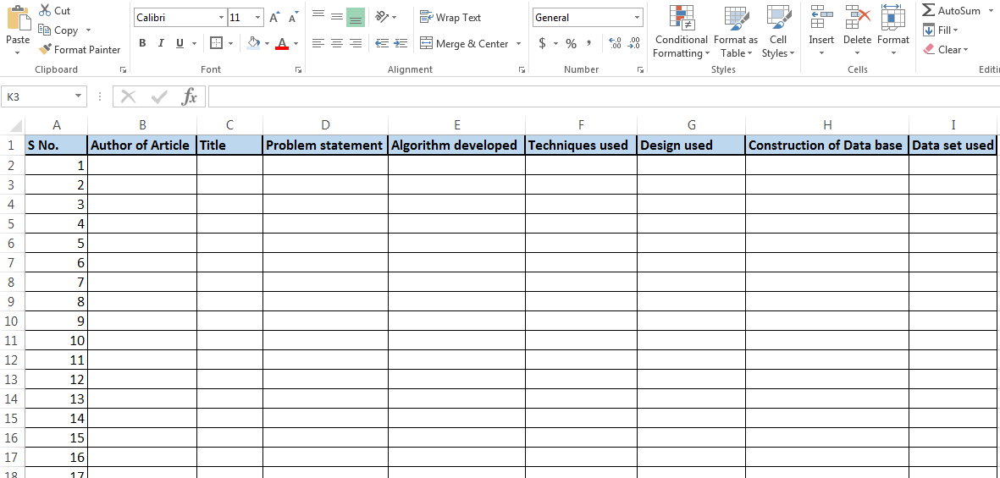 Cut
Copy
Format Painter
Paste
Clipboard
Calibri 11 A A
B I U A
Font
Wrap Text
Merge & Center
Alignment
General
$ % , .0 .00 .00 .0
Number
Conditional Formatting
Format as Table
Cell Styles
Styles
Insert Delete Format
Cells
AutoSum
Fill
Clear
Editi
K3 fx
A B C D E F G H I
1 S No. Author of Article Title Problem statement Algorithm developed Techniques used Design used Construction of Data base Data set used
2 1
3 2
4 3
5 4
6 5
7 6
8 7
9 8
10 9
11 10
12 11
13 12
14 13
15 14
16 15
17 16
18 17